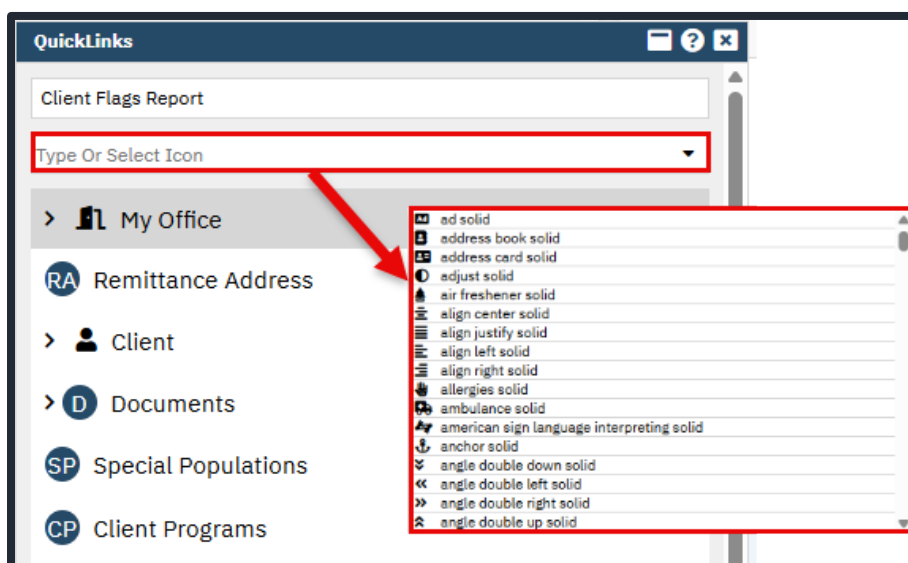 QuickLinks
Client Flags Report
Type Or Select Icon
My Office
RA Remittance Address
Client
D Documents
SP Special Populations
CP Client Programs
ad solid
address book solid
address card solid
adjust solid
air freshener solid
align center solid
align justify solid
align left solid
align right solid
allergies solid
ambulance solid
american sign language interpreting solid
anchor solid
angle double down solid
angle double left solid
angle double right solid
angle double up solid